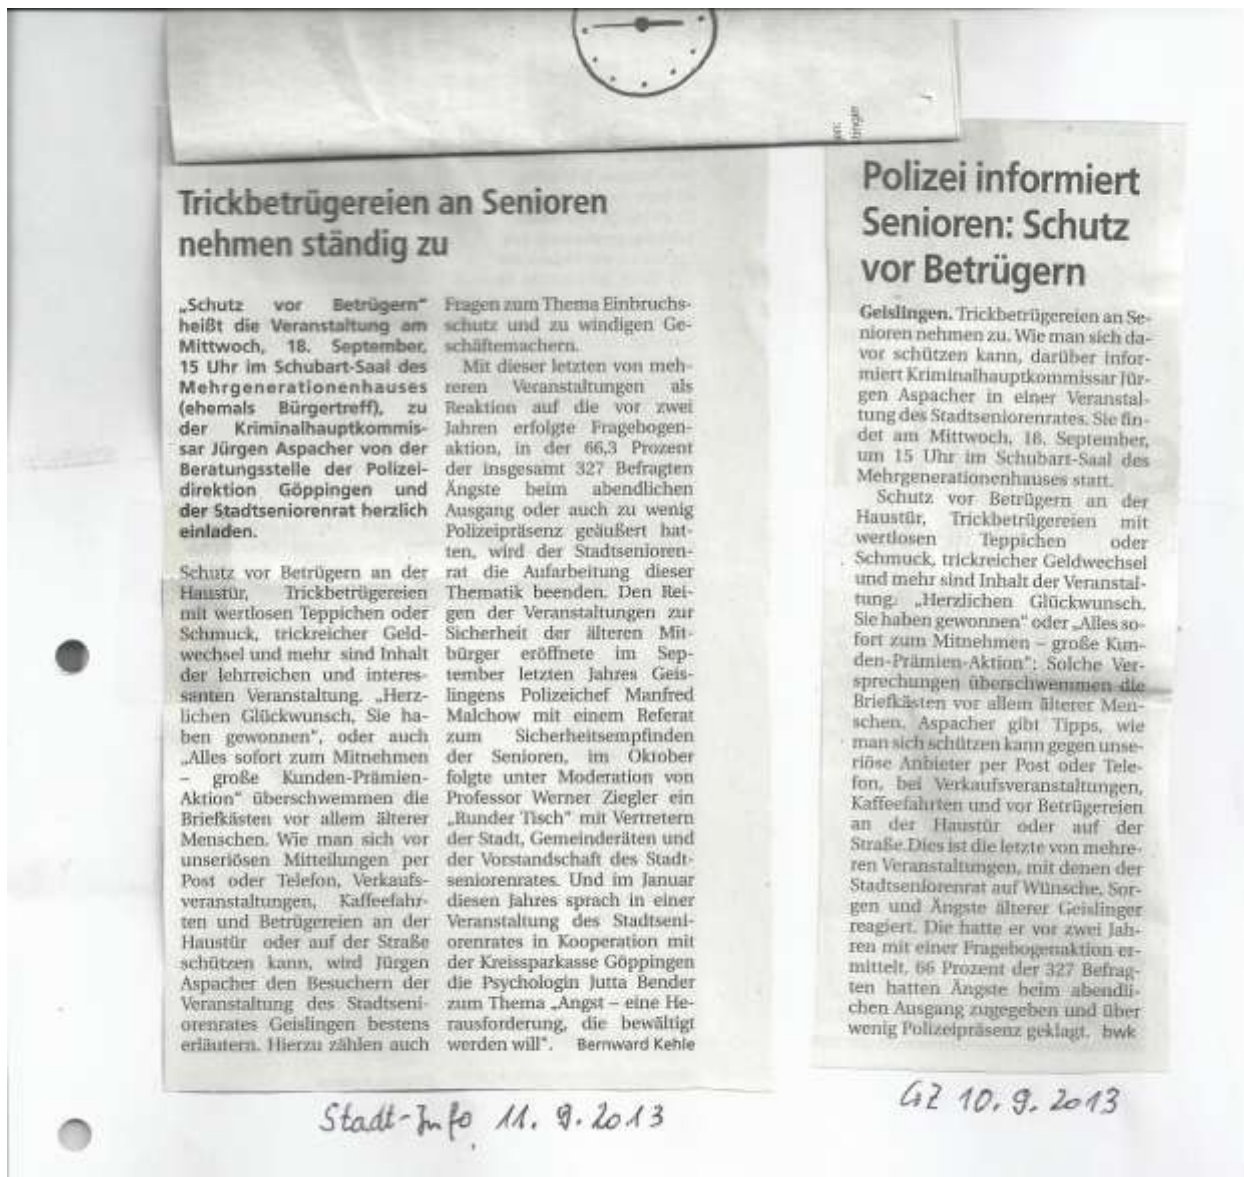 Trickbetrügereien an Senioren
nehmen ständig zu
„Schutz vor Betrügern“
heißt die Veranstaltung am
Mittwoch, 18. September,
15 Uhr im Schubart-Saal des
Mehrgenerationenhauses
(ehemals Bürgertreff), zu
der Kriminalhauptkommis-
sar Jürgen Aspacher von der
Beratungsstelle der Polizei-
direktion Göppingen und
der Stadtseniorenrat herzlich
einladen.
Schutz vor Betrügern an der
Haustür, Trickbetrügereien
mit wertlosen Teppichen oder
Schmuck, trickreicher Geld-
wechsel und mehr sind Inhalt
der lehrreichen und interes-
santen Veranstaltung. „Herz-
lichen Glückwunsch, Sie ha-
ben gewonnen“, oder auch
„Alles sofort zum Mitnehmen
– große Kunden-Prämien-
Aktion“ überschwemmen die
Briefkästen vor allem älterer
Menschen. Wie man sich vor
unseriösen Mitteilungen per
Post oder Telefon, Verkaufs-
veranstaltungen, Kaffeefahr-
ten und Betrügereien an der
Haustür oder auf der Straße
schützen kann, wird Jürgen
Aspacher den Besuchern der
Veranstaltung des Stadtseni-
orenrates Geislingen bestens
erläutern. Hierzu zählen auch
Fragen zum Thema Einbruchs-
schutz und zu windigen Ge-
schäftemachern.
Mit dieser letzten von meh-
reren Veranstaltungen als
Reaktion auf die vor zwei
Jahren erfolgte Fragebogen-
aktion, in der 66,3 Prozent
der insgesamt 327 Befragten
Ängste beim abendlichen
Ausgang oder auch zu wenig
Polizeipräsenz geäußert hat-
ten, wird der Stadtsenioren-
rat die Aufarbeitung dieser
Thematik beenden. Den Rei-
gen der Veranstaltungen zur
Sicherheit der älteren Mit-
bürger eröffnete im Sep-
tember letzten Jahres Geis-
lingens Polizeichef Manfred
Malchow mit einem Referat
zum Sicherheitsempfinden
der Senioren, im Oktober
folgte unter Moderation von
Professor Werner Ziegler ein
„Runder Tisch“ mit Vertretern
der Stadt, Gemeinderäten und
der Vorstandschaft des Stadt-
seniorenrates. Und im Januar
diesen Jahres sprach in einer
Veranstaltung des Stadtseni-
orenrates in Kooperation mit
der Kreissparkasse Göppingen
die Psychologin Jutta Bender
zum Thema „Angst – eine He-
rausforderung, die bewältigt
werden will“. Bernward Kehle
Stadt-Info 11.9.2013
Polizei informiert
Senioren: Schutz
vor Betrügern
Geislingen. Trickbetrügereien an Se-
nioren nehmen zu. Wie man sich da-
vor schützen kann, darüber infor-
miert Kriminalhauptkommissar Jür-
gen Aspacher in einer Veranstal-
tung des Stadtseniorenrates. Sie fin-
det am Mittwoch, 18. September,
um 15 Uhr im Schubart-Saal des
Mehrgenerationenhauses statt.
Schutz vor Betrügern an der
Haustür, Trickbetrügereien mit
wertlosen Teppichen oder
Schmuck, trickreicher Geldwechsel
und mehr sind Inhalt der Veranstal-
tung. „Herzlichen Glückwunsch,
Sie haben gewonnen“ oder „Alles so-
fort zum Mitnehmen – große Kun-
den-Prämien-Aktion“: Solche Ver-
sprechungen überschwemmen die
Briefkästen vor allem älterer Men-
schen. Aspacher gibt Tipps, wie
man sich schützen kann gegen unse-
riöse Anbieter per Post oder Tele-
fon, bei Verkaufsveranstaltungen,
Kaffeefahrten und vor Betrügereien
an der Haustür oder auf der
Straße.Dies ist die letzte von mehre-
ren Veranstaltungen, mit denen der
Stadtseniorenrat auf Wünsche, Sor-
gen und Ängste älterer Geislinger
reagiert. Die hatte er vor zwei Jah-
ren mit einer Fragebogenaktion er-
mittelt. 66 Prozent der 327 Befrag-
ten hatten Ängste beim abendli-
chen Ausgang zugegeben und über
wenig Polizeipräsenz geklagt. bwk
GZ 10.9.2013